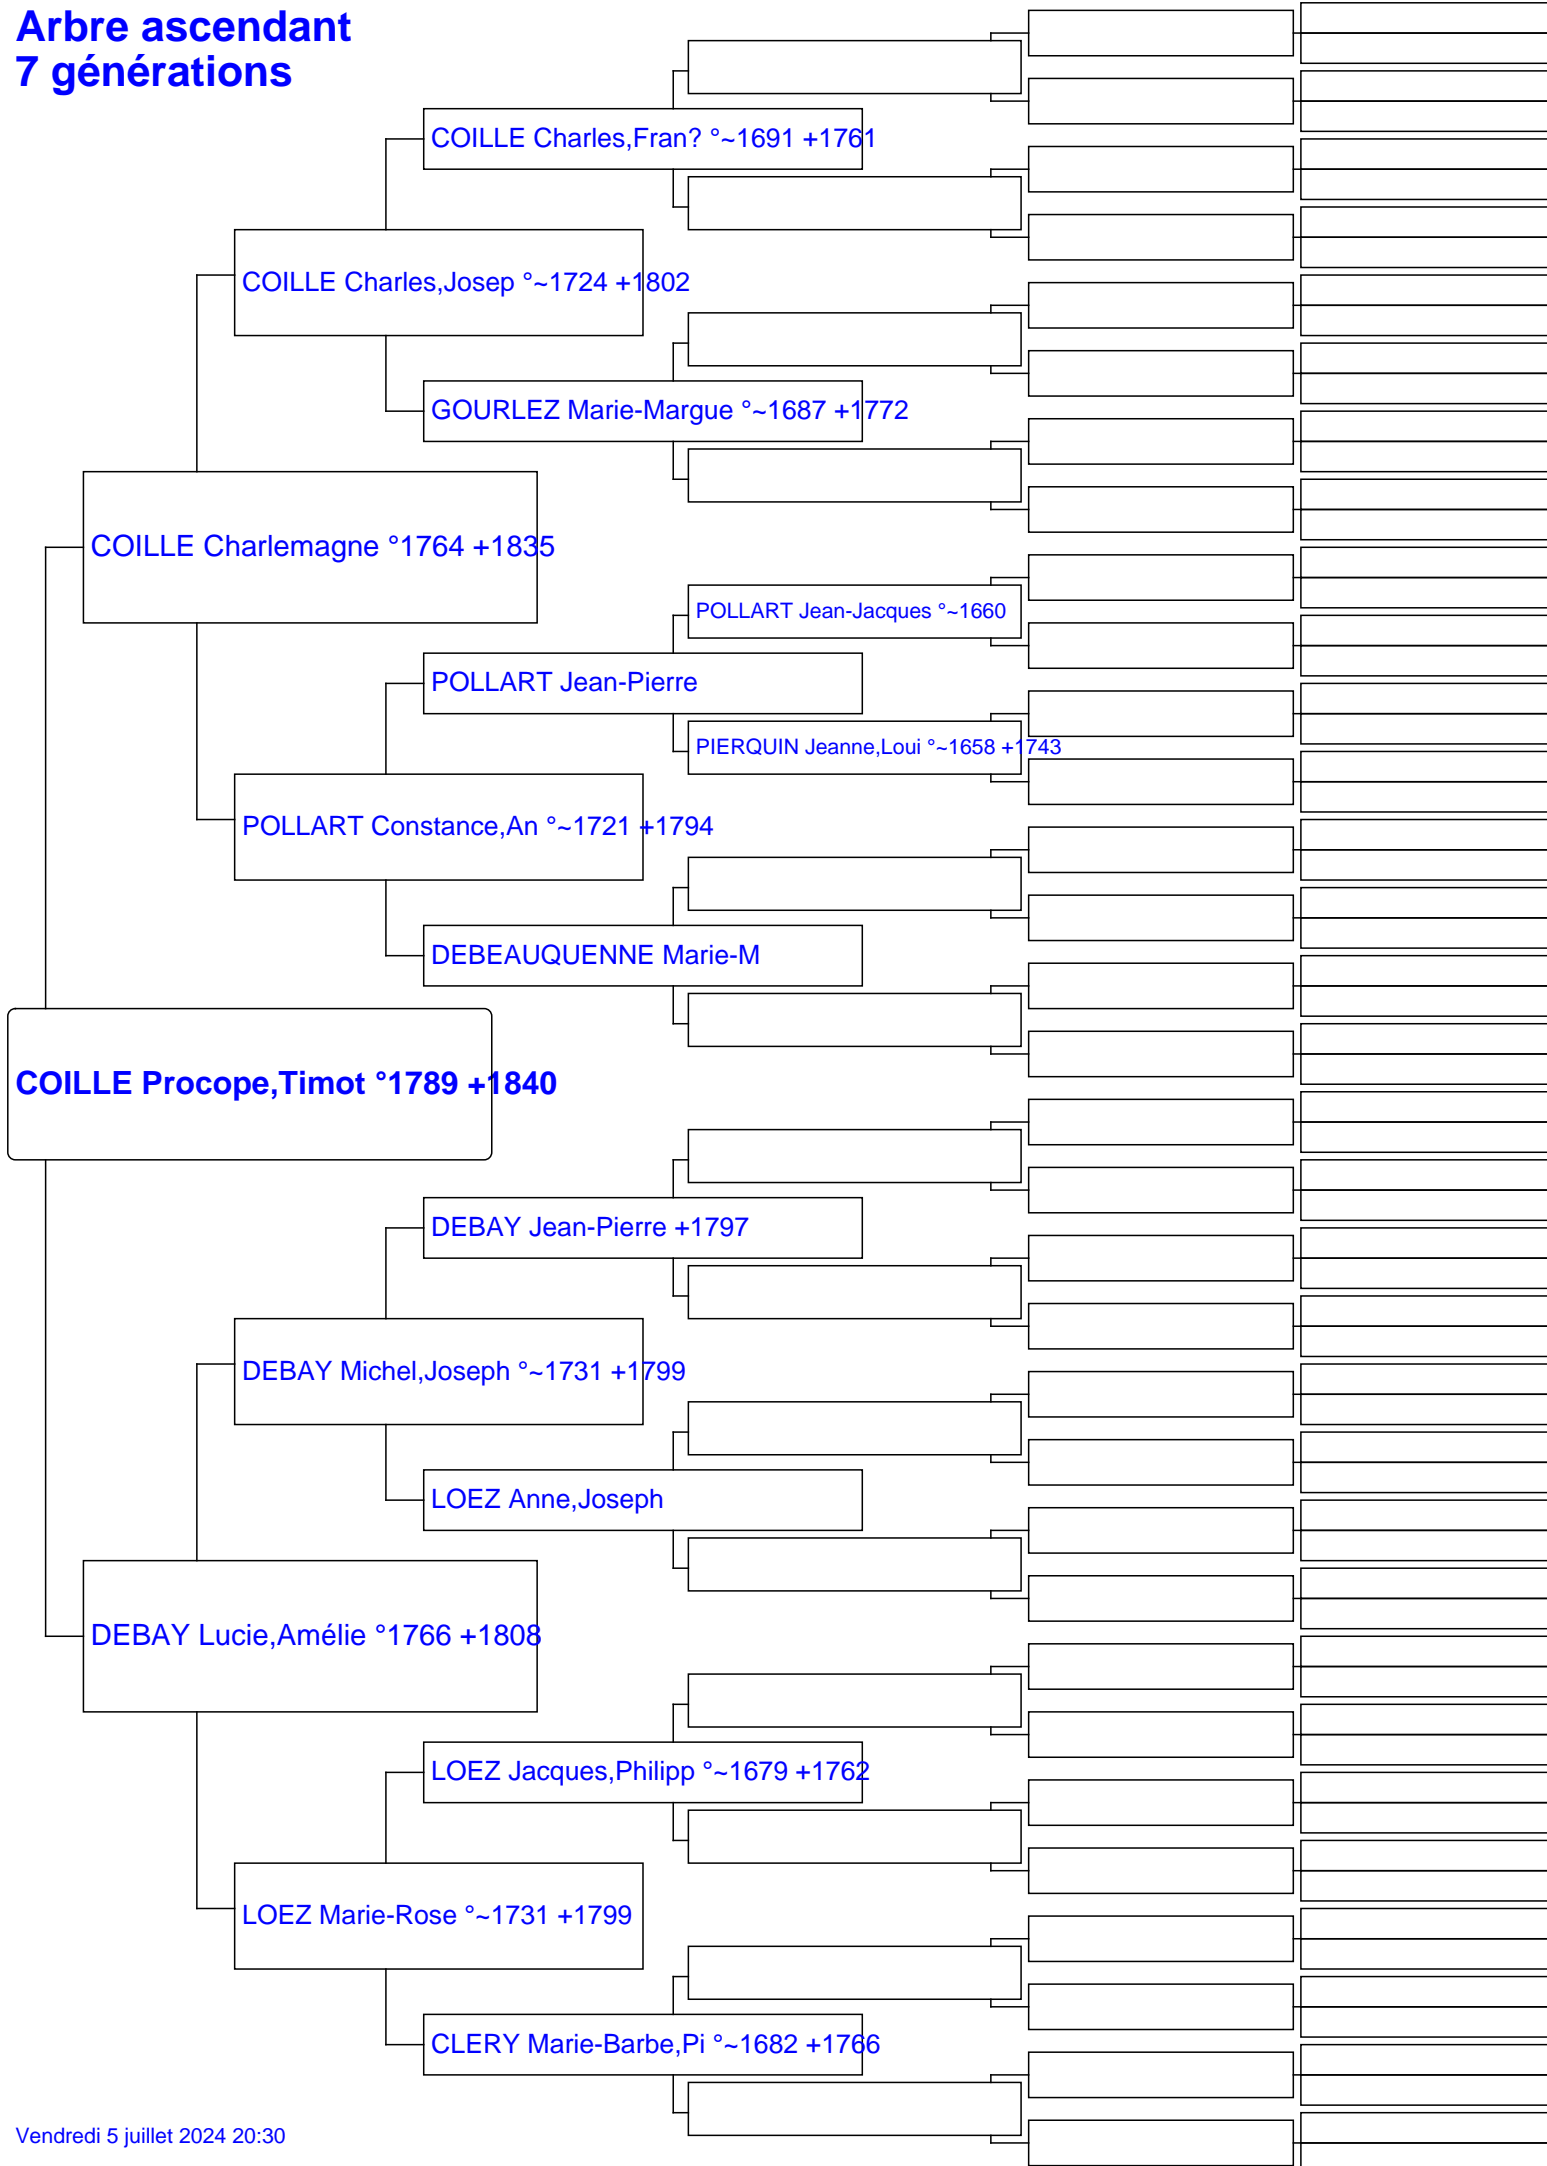 Arbre ascendant
7 générations
COILLE Charles,Fran? °~1691 +1761
COILLE Charles,Josep °~1724 +1802
GOURLEZ Marie-Margue °~1687 +1772
COILLE Charlemagne °1764 +1835
POLLART Jean-Jacques °~1660
POLLART Jean-Pierre
PIERQUIN Jeanne,Loui °~1658 +1743
POLLART Constance,An °~1721 +1794
DEBEAUQUENNE Marie-M
COILLE Procope,Timot °1789 +1840
DEBAY Jean-Pierre +1797
DEBAY Michel,Joseph °~1731 +1799
LOEZ Anne,Joseph
DEBAY Lucie,Amélie °1766 +1808
LOEZ Jacques,Philipp °~1679 +1762
LOEZ Marie-Rose °~1731 +1799
CLERY Marie-Barbe,Pi °~1682 +1766
Vendredi 5 juillet 2024 20:30